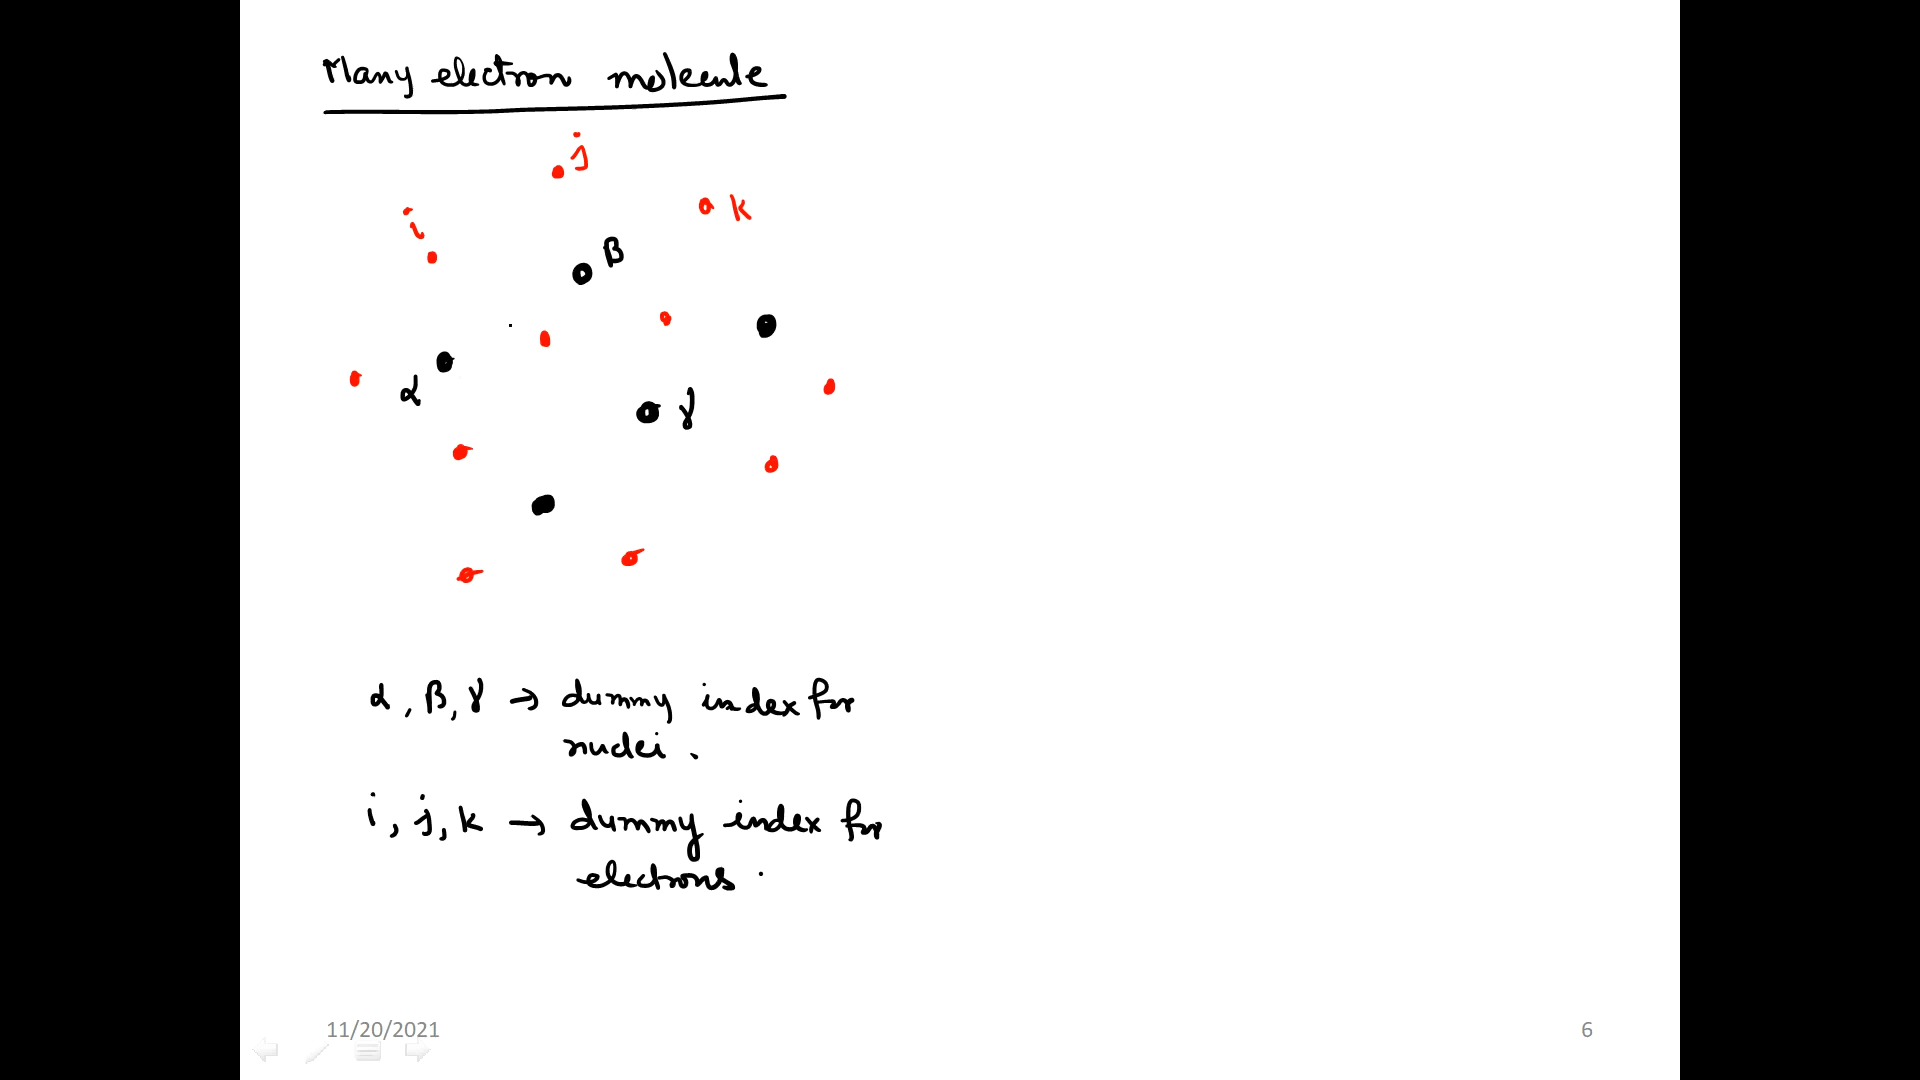 Many electron molecule
j
k
i
β
α
γ
α, β, γ → dummy index for
nuclei.
i, j, k → dummy index for
electrons.
11/20/2021
6